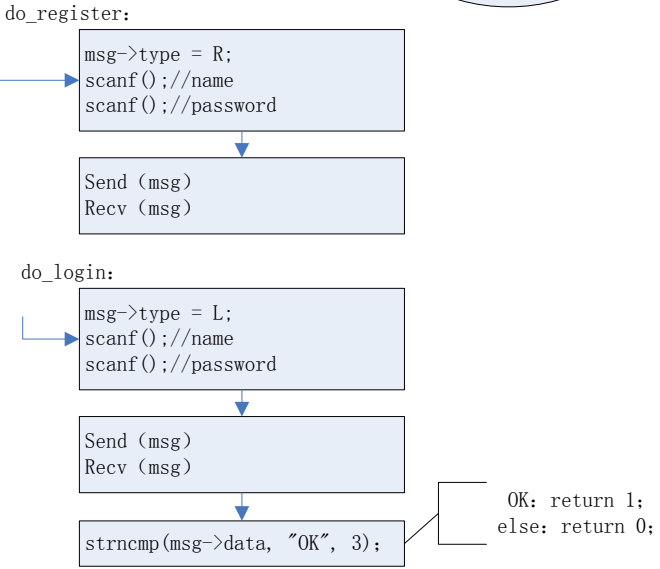 do_register:
msg->type = R;
scanf();//name
scanf();//password
Send (msg)
Recv (msg)
do_login:
msg->type = L;
scanf();//name
scanf();//password
Send (msg)
Recv (msg)
strncmp(msg->data, "OK", 3);
OK: return 1;
else: return 0;